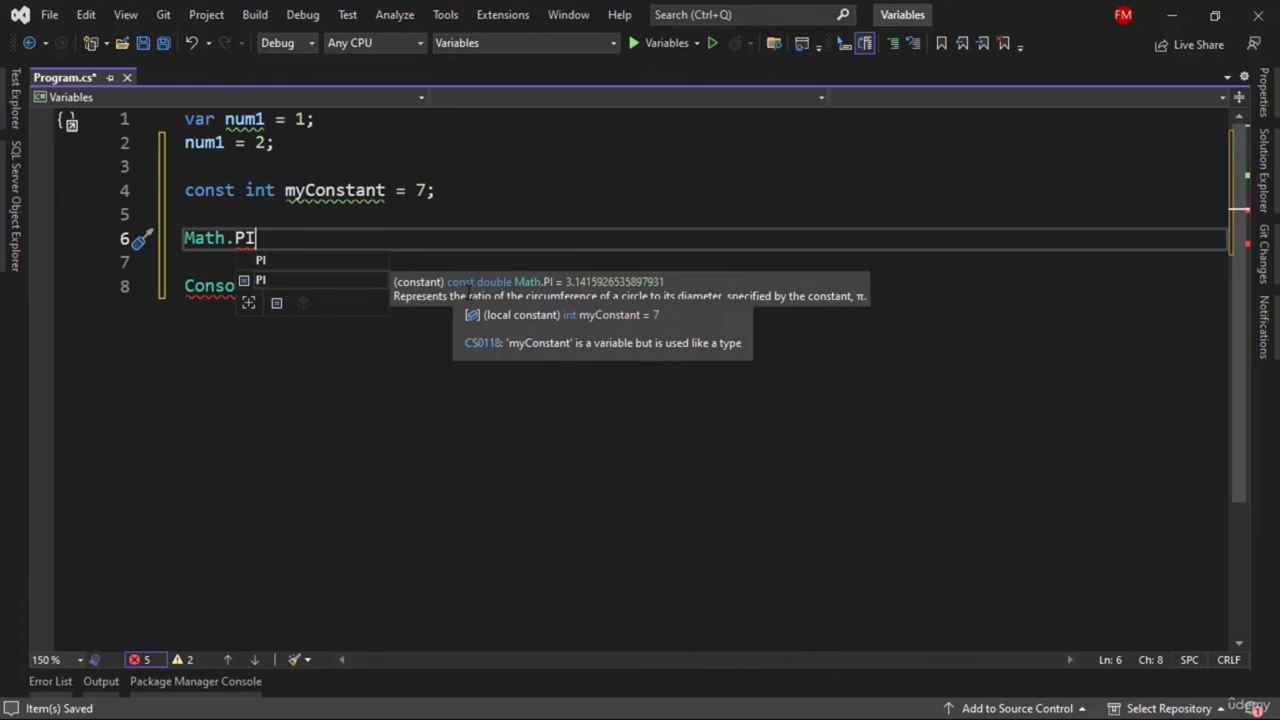 File Edit View Git Project Build Debug Test Analyze Tools Extensions Window Help Search (Ctrl+Q) Variables FM
Debug Any CPU Variables Variables Live Share
Program.cs*
Variables
1 var num1 = 1;
2 num1 = 2;
3
4 const int myConstant = 7;
5
6 Math.PI
7
PI
PI
8 Conso
(constant) const double Math.PI = 3.1415926535897931
Represents the ratio of the circumference of a circle to its diameter, specified by the constant, π.
(local constant) int myConstant = 7
CS0118: 'myConstant' is a variable but is used like a type
Test Explorer
SQL Server Object Explorer
Properties
Solution Explorer
Git Changes
Notifications
150 % 5 2 Ln: 6 Ch: 8 SPC CRLF
Error List Output Package Manager Console
Item(s) Saved Add to Source Control Select Repository 1
ûdemy